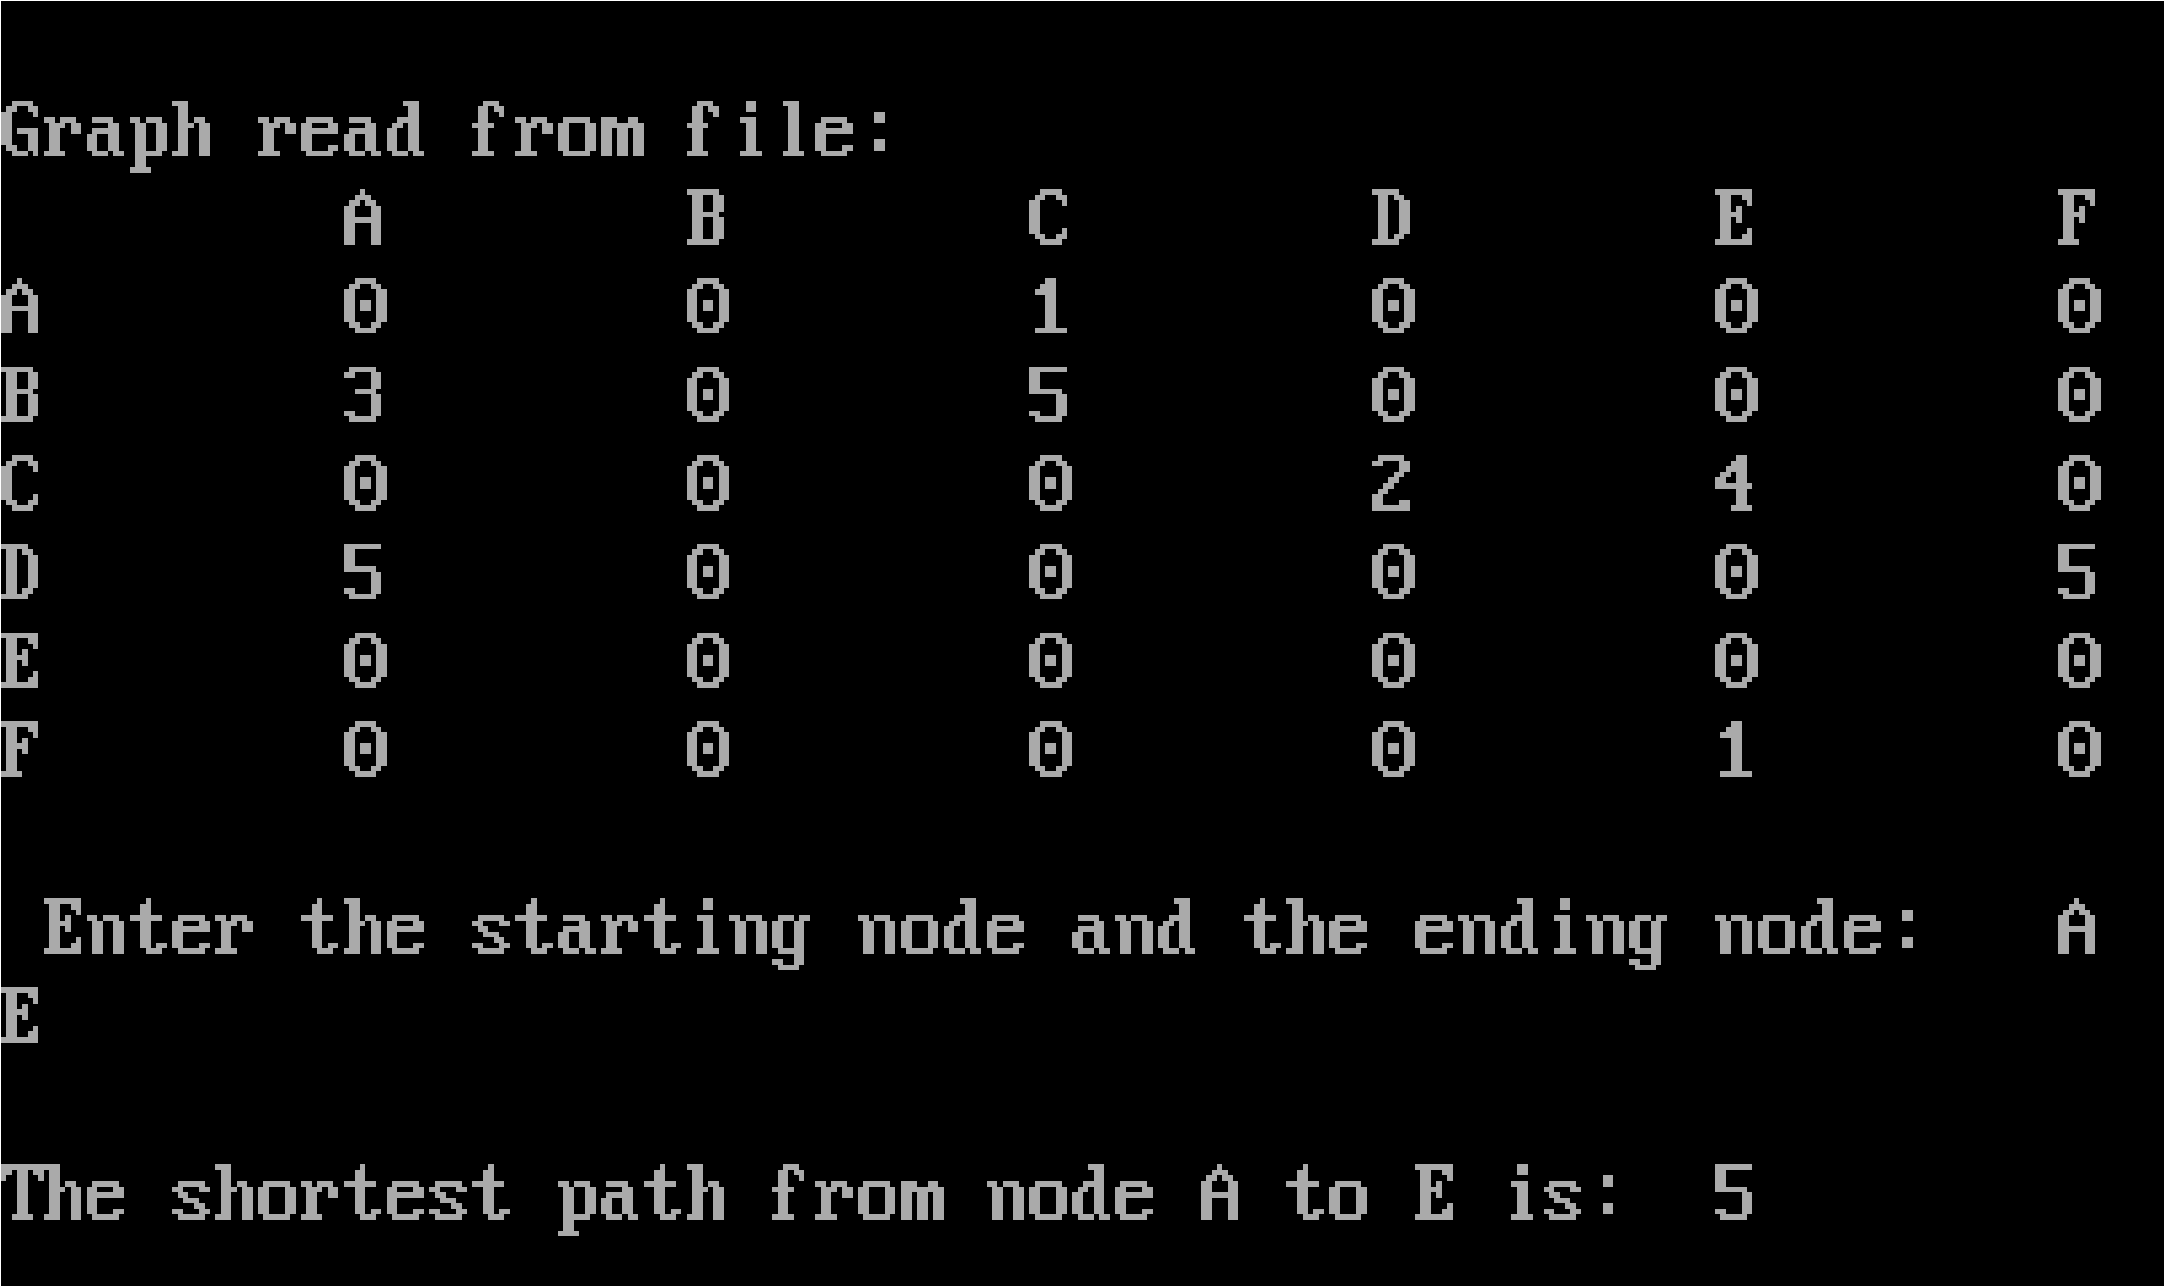 Graph read from file:
A B C D E F
A 0 0 1 0 0 0
B 3 0 5 0 0 0
C 0 0 0 2 4 0
D 5 0 0 0 0 5
E 0 0 0 0 0 0
F 0 0 0 0 1 0
Enter the starting node and the ending node: A
E
The shortest path from node A to E is: 5